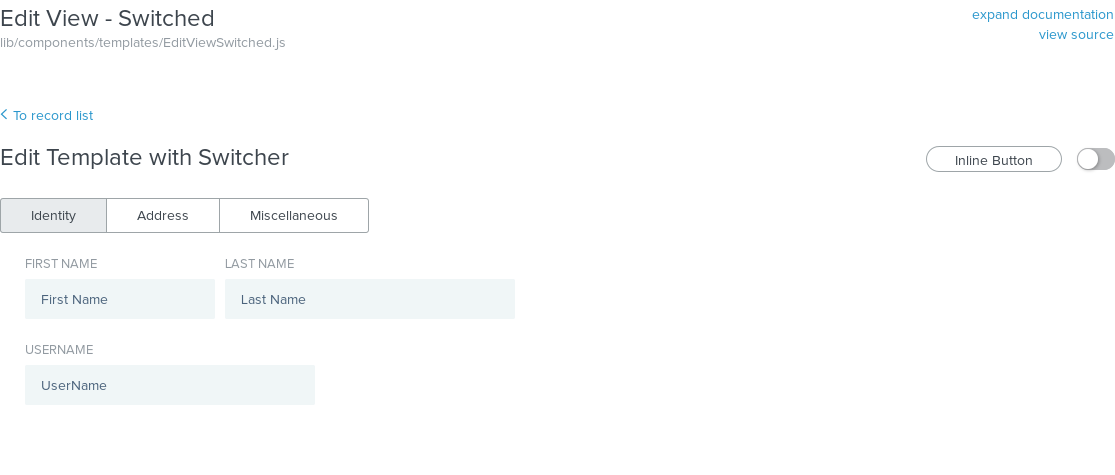 Edit View - Switched
expand documentation
lib/components/templates/EditViewSwitched.js
view source
To record list
Edit Template with Switcher
Inline Button
Identity Address Miscellaneous
FIRST NAME LAST NAME
First Name Last Name
USERNAME
UserName